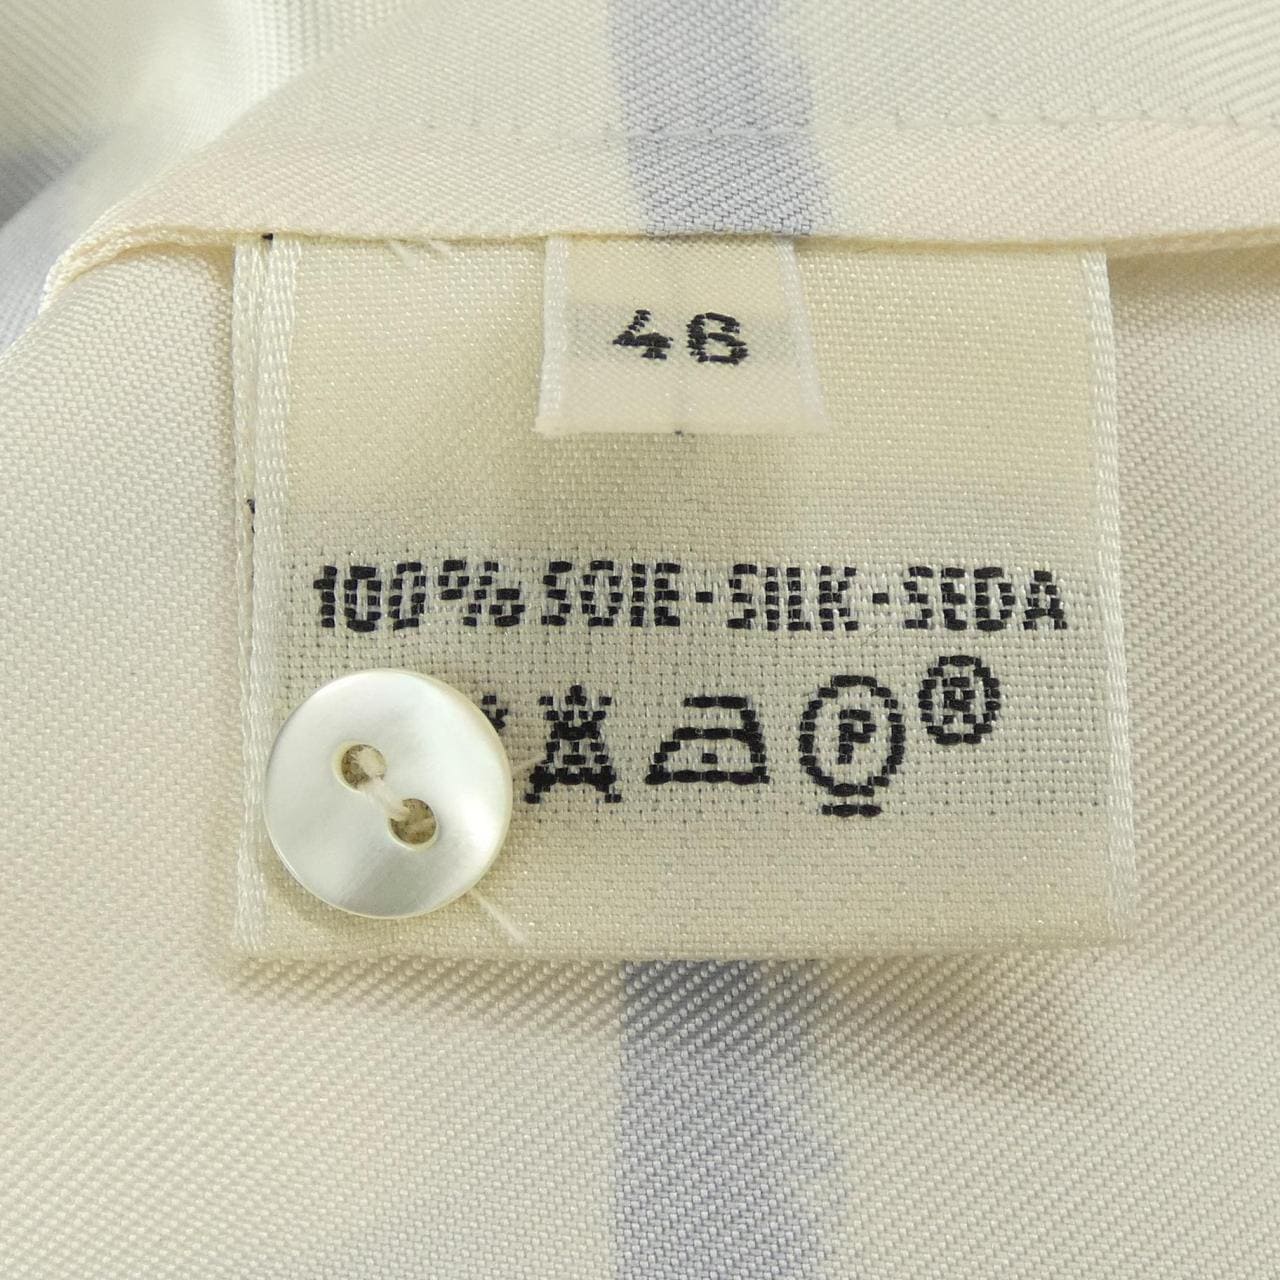 46
100% SOIE - SILK - SEDA
P ®